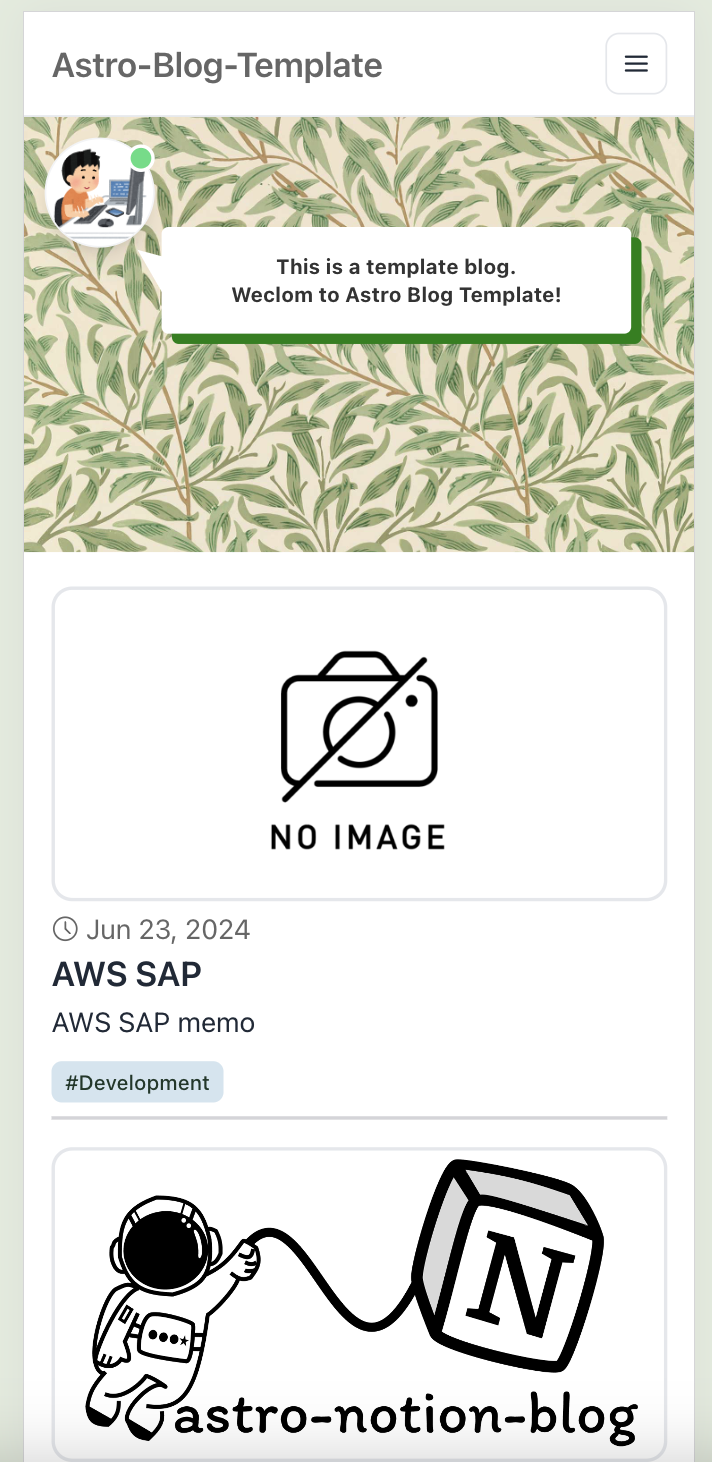 Astro-Blog-Template
This is a template blog.
Weclom to Astro Blog Template!
NO IMAGE
Jun 23, 2024
AWS SAP
AWS SAP memo
#Development
N
astro-notion-blog